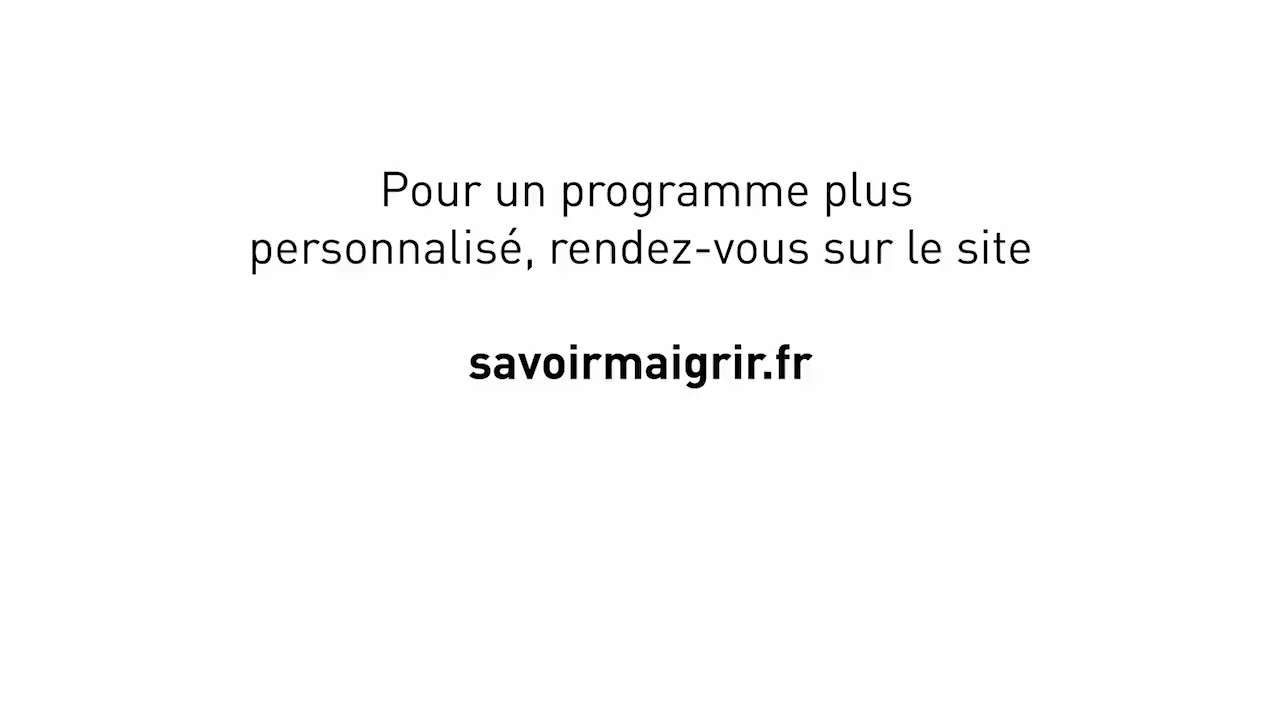 Pour un programme plus
personnalisé, rendez-vous sur le site
savoirmaigrir.fr